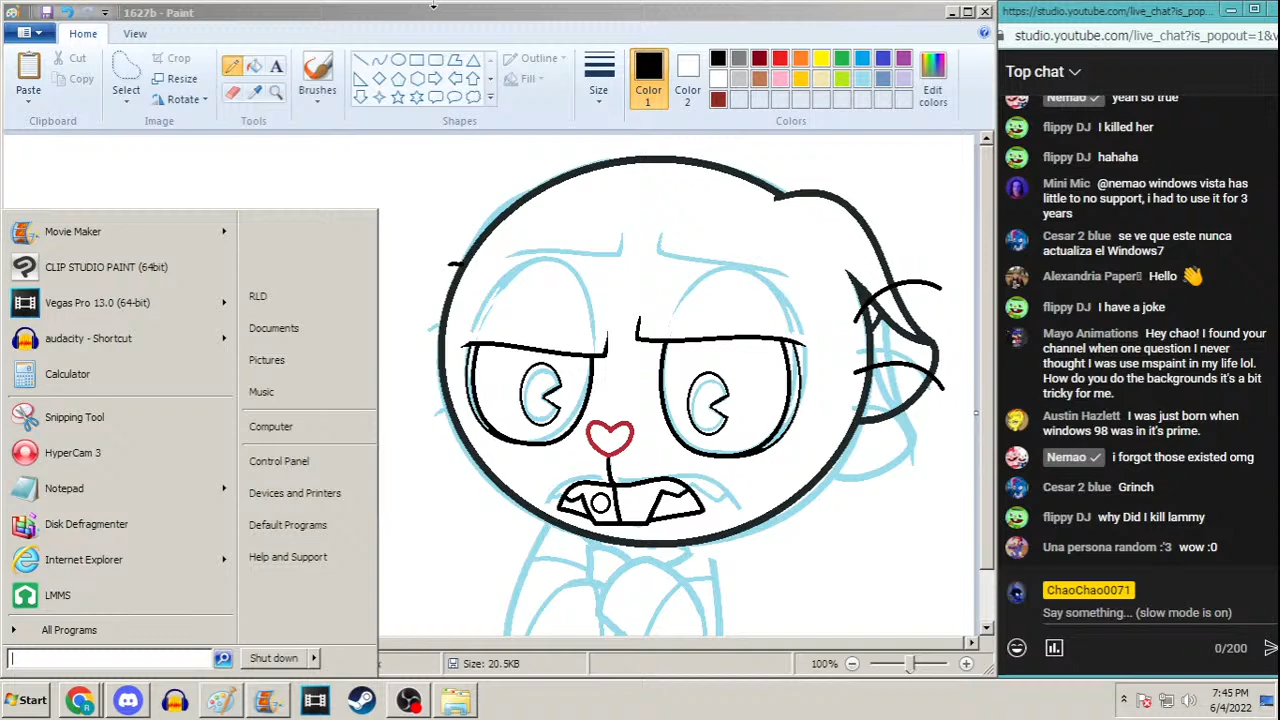 1627b - Paint
https://studio.youtube.com/live_chat?is_pop...
studio.youtube.com/live_chat?is_popout=1&v
Home
View
Paste
Cut
Copy
Clipboard
Select
Crop
Resize
Rotate
Image
Tools
Brushes
Outline
Fill
Shapes
Size
Color
1
Color
2
Edit
colors
Colors
Movie Maker
CLIP STUDIO PAINT (64bit)
Vegas Pro 13.0 (64-bit)
audacity - Shortcut
Calculator
Snipping Tool
HyperCam 3
Notepad
Disk Defragmenter
Internet Explorer
LMMS
All Programs
RLD
Documents
Pictures
Music
Computer
Control Panel
Devices and Printers
Default Programs
Help and Support
Shut down
Size: 20.5KB
100%
Top chat
Nemao yeah so true
flippy DJ I killed her
flippy DJ hahaha
Mini Mic @nemao windows vista has
little to no support, i had to use it for 3
years
Cesar 2 blue se ve que este nunca
actualiza el Windows7
Alexandria Paper Hello 👋
flippy DJ I have a joke
Mayo Animations Hey chao! I found your
channel when one question I never
thought I was use mspaint in my life lol.
How do you do the backgrounds it's a bit
tricky for me.
Austin Hazlett I was just born when
windows 98 was in it's prime.
Nemao i forgot those existed omg
Cesar 2 blue Grinch
flippy DJ why Did I kill lammy
Una persona random :'3 wow :0
ChaoChao0071
Say something... (slow mode is on)
0/200
Start
7:45 PM
6/4/2022